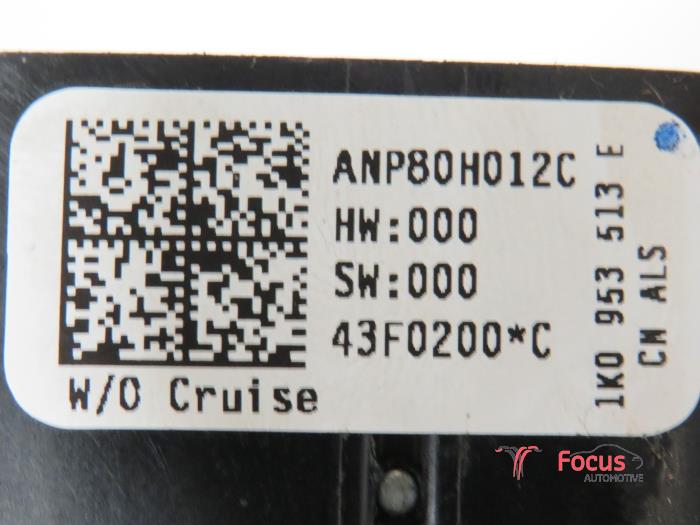 ANP80H012C
HW:000
SW:000
43F0200*C
W/O Cruise
1K0 953 513 E
CM ALS
Focus
AUTOMOTIVE